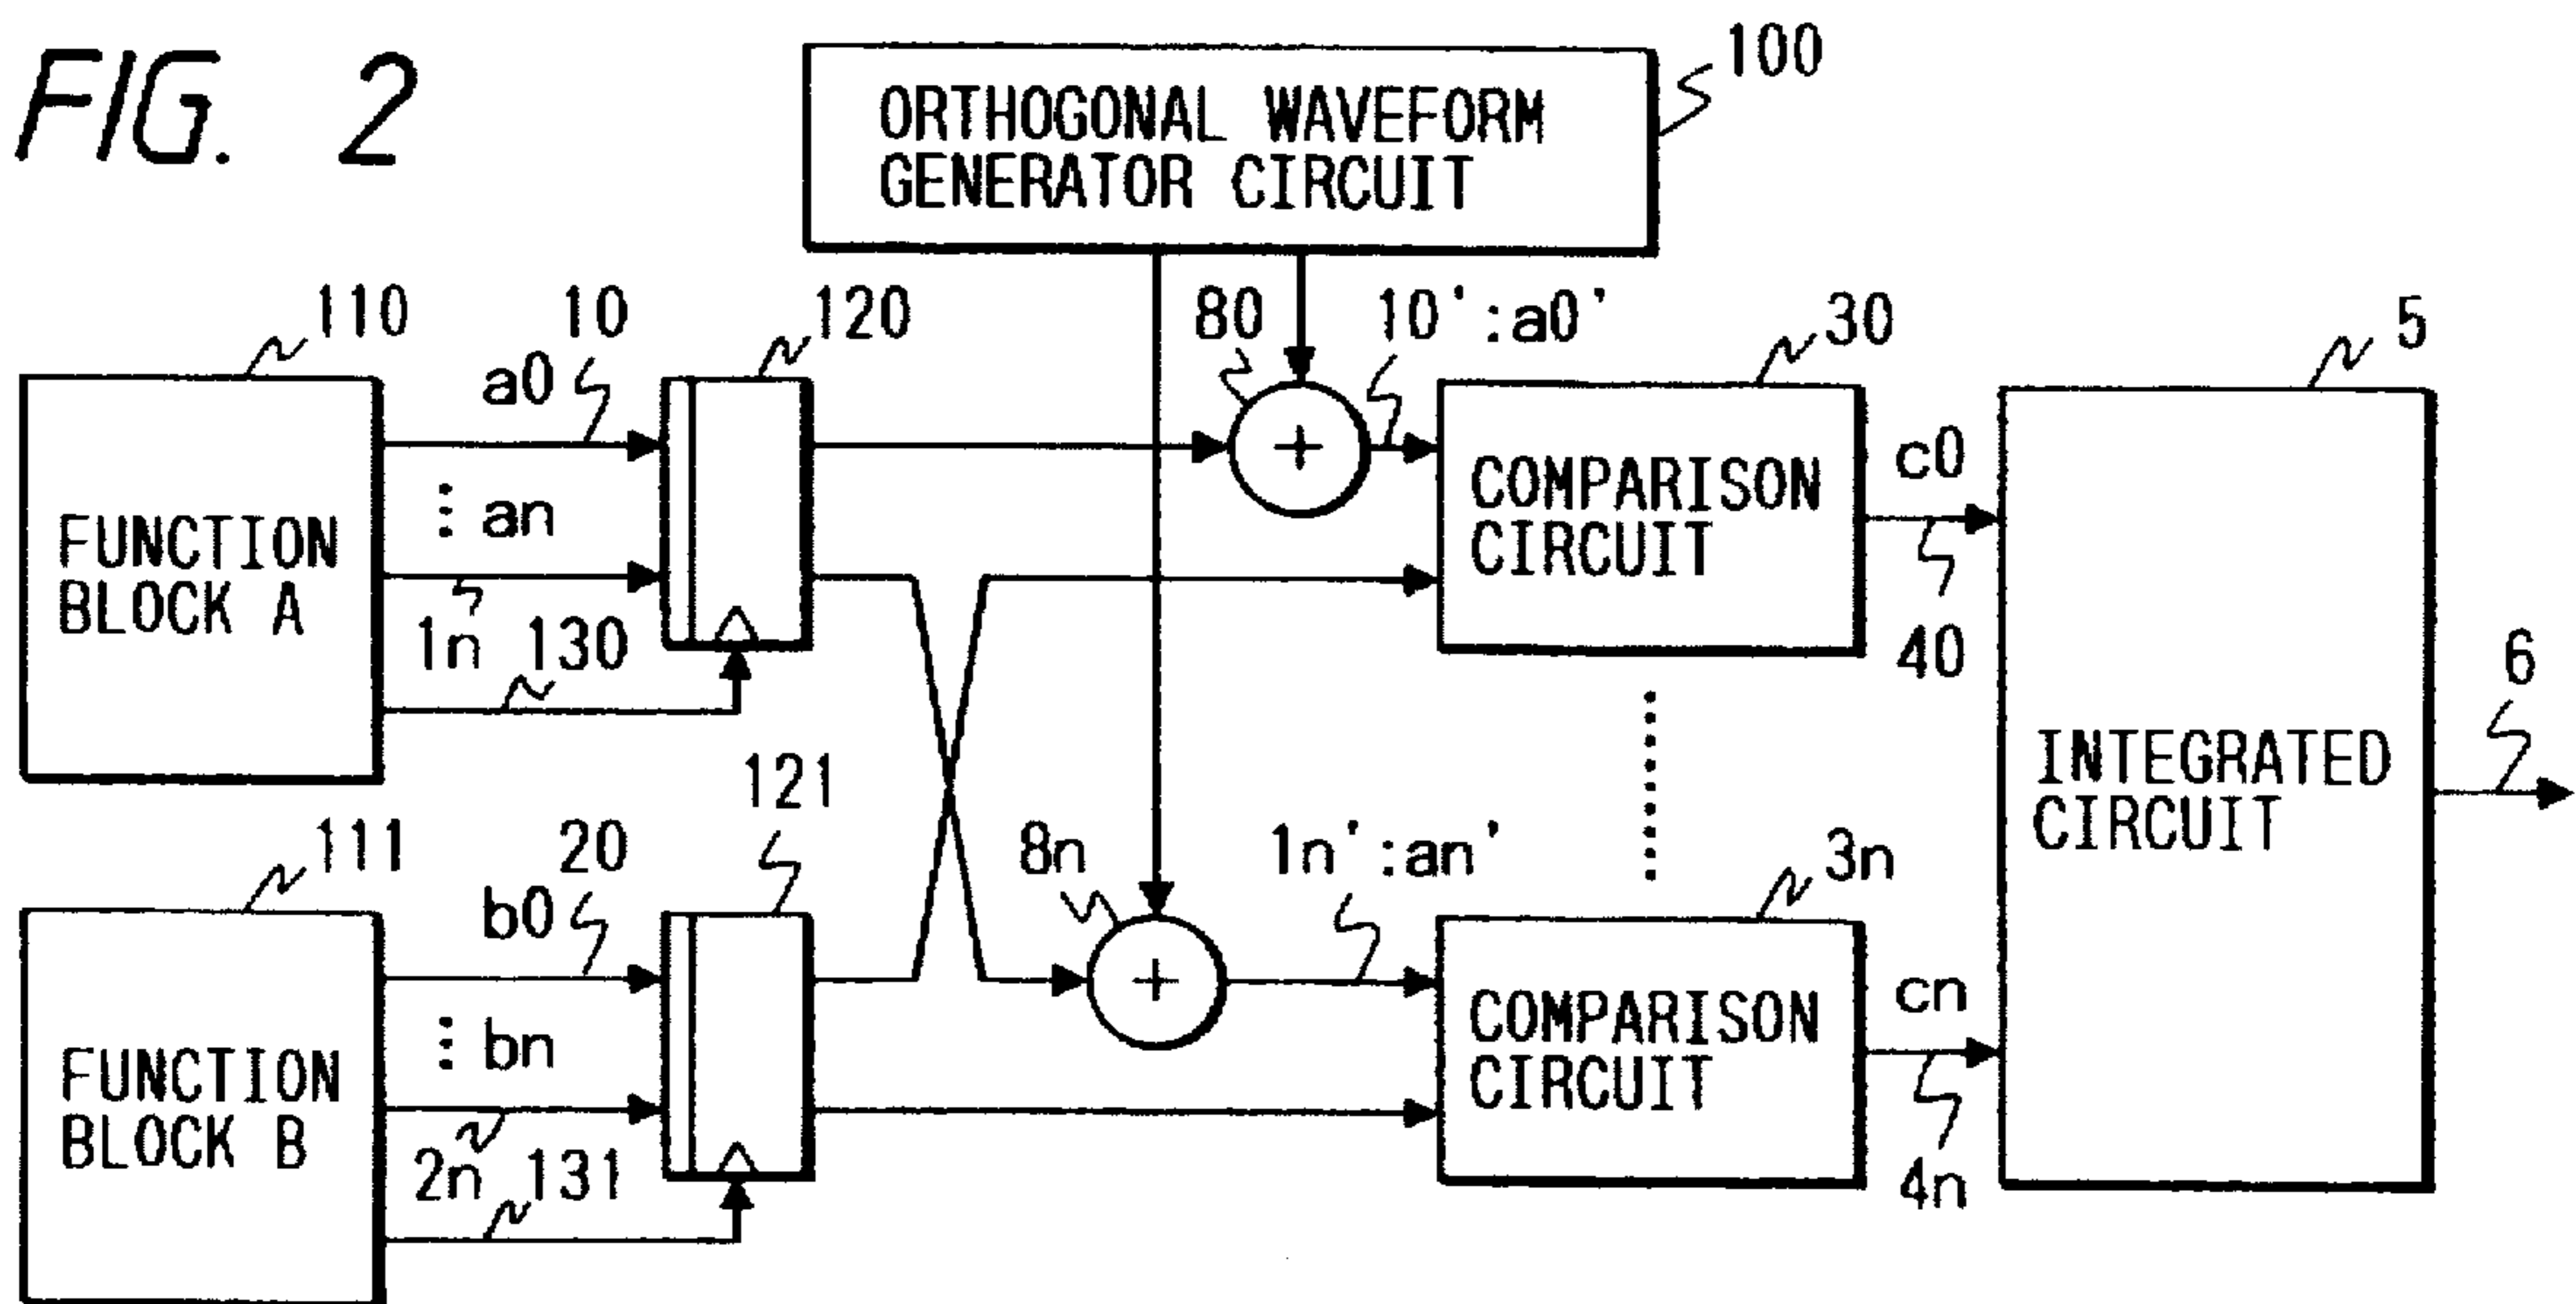 FIG. 2
ORTHOGONAL WAVEFORM
GENERATOR CIRCUIT
100
110
10
120
80
10':a0'
30
5
a0
an
FUNCTION
BLOCK A
1n
130
+
COMPARISON
CIRCUIT
c0
40
6
INTEGRATED
CIRCUIT
111
20
121
8n
1n':an'
3n
b0
bn
FUNCTION
BLOCK B
2n
131
+
COMPARISON
CIRCUIT
cn
4n